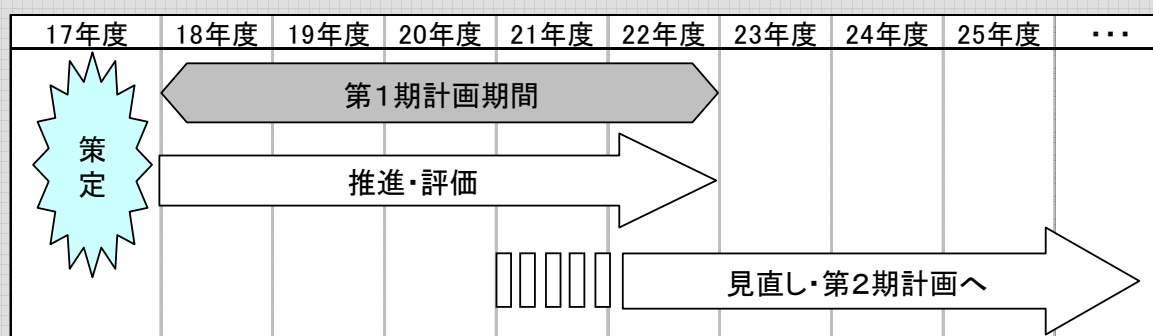 17年度 18年度 19年度 20年度 21年度 22年度 23年度 24年度 25年度 ・・・
第１期計画期間
策定
推進・評価
見直し・第２期計画へ